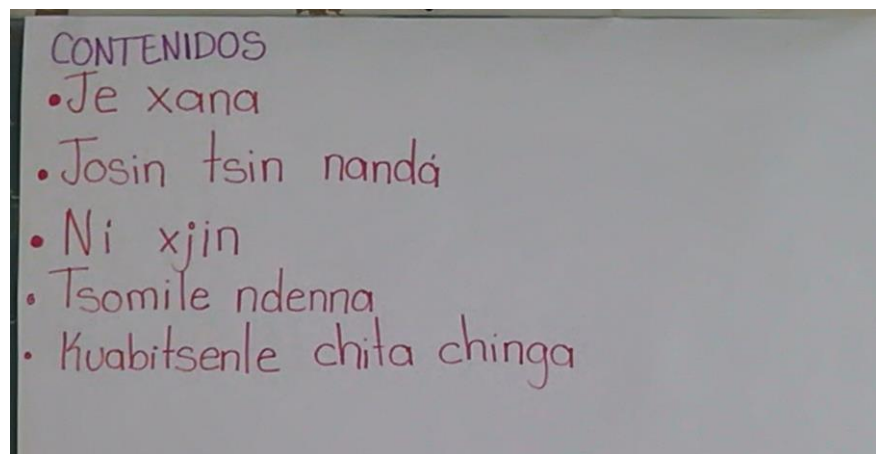 CONTENIDOS
• Je xana
• Josin tsin nandá
• Ni xjin
• Tsomile ndenna
• Kuabitsenle chita chinga